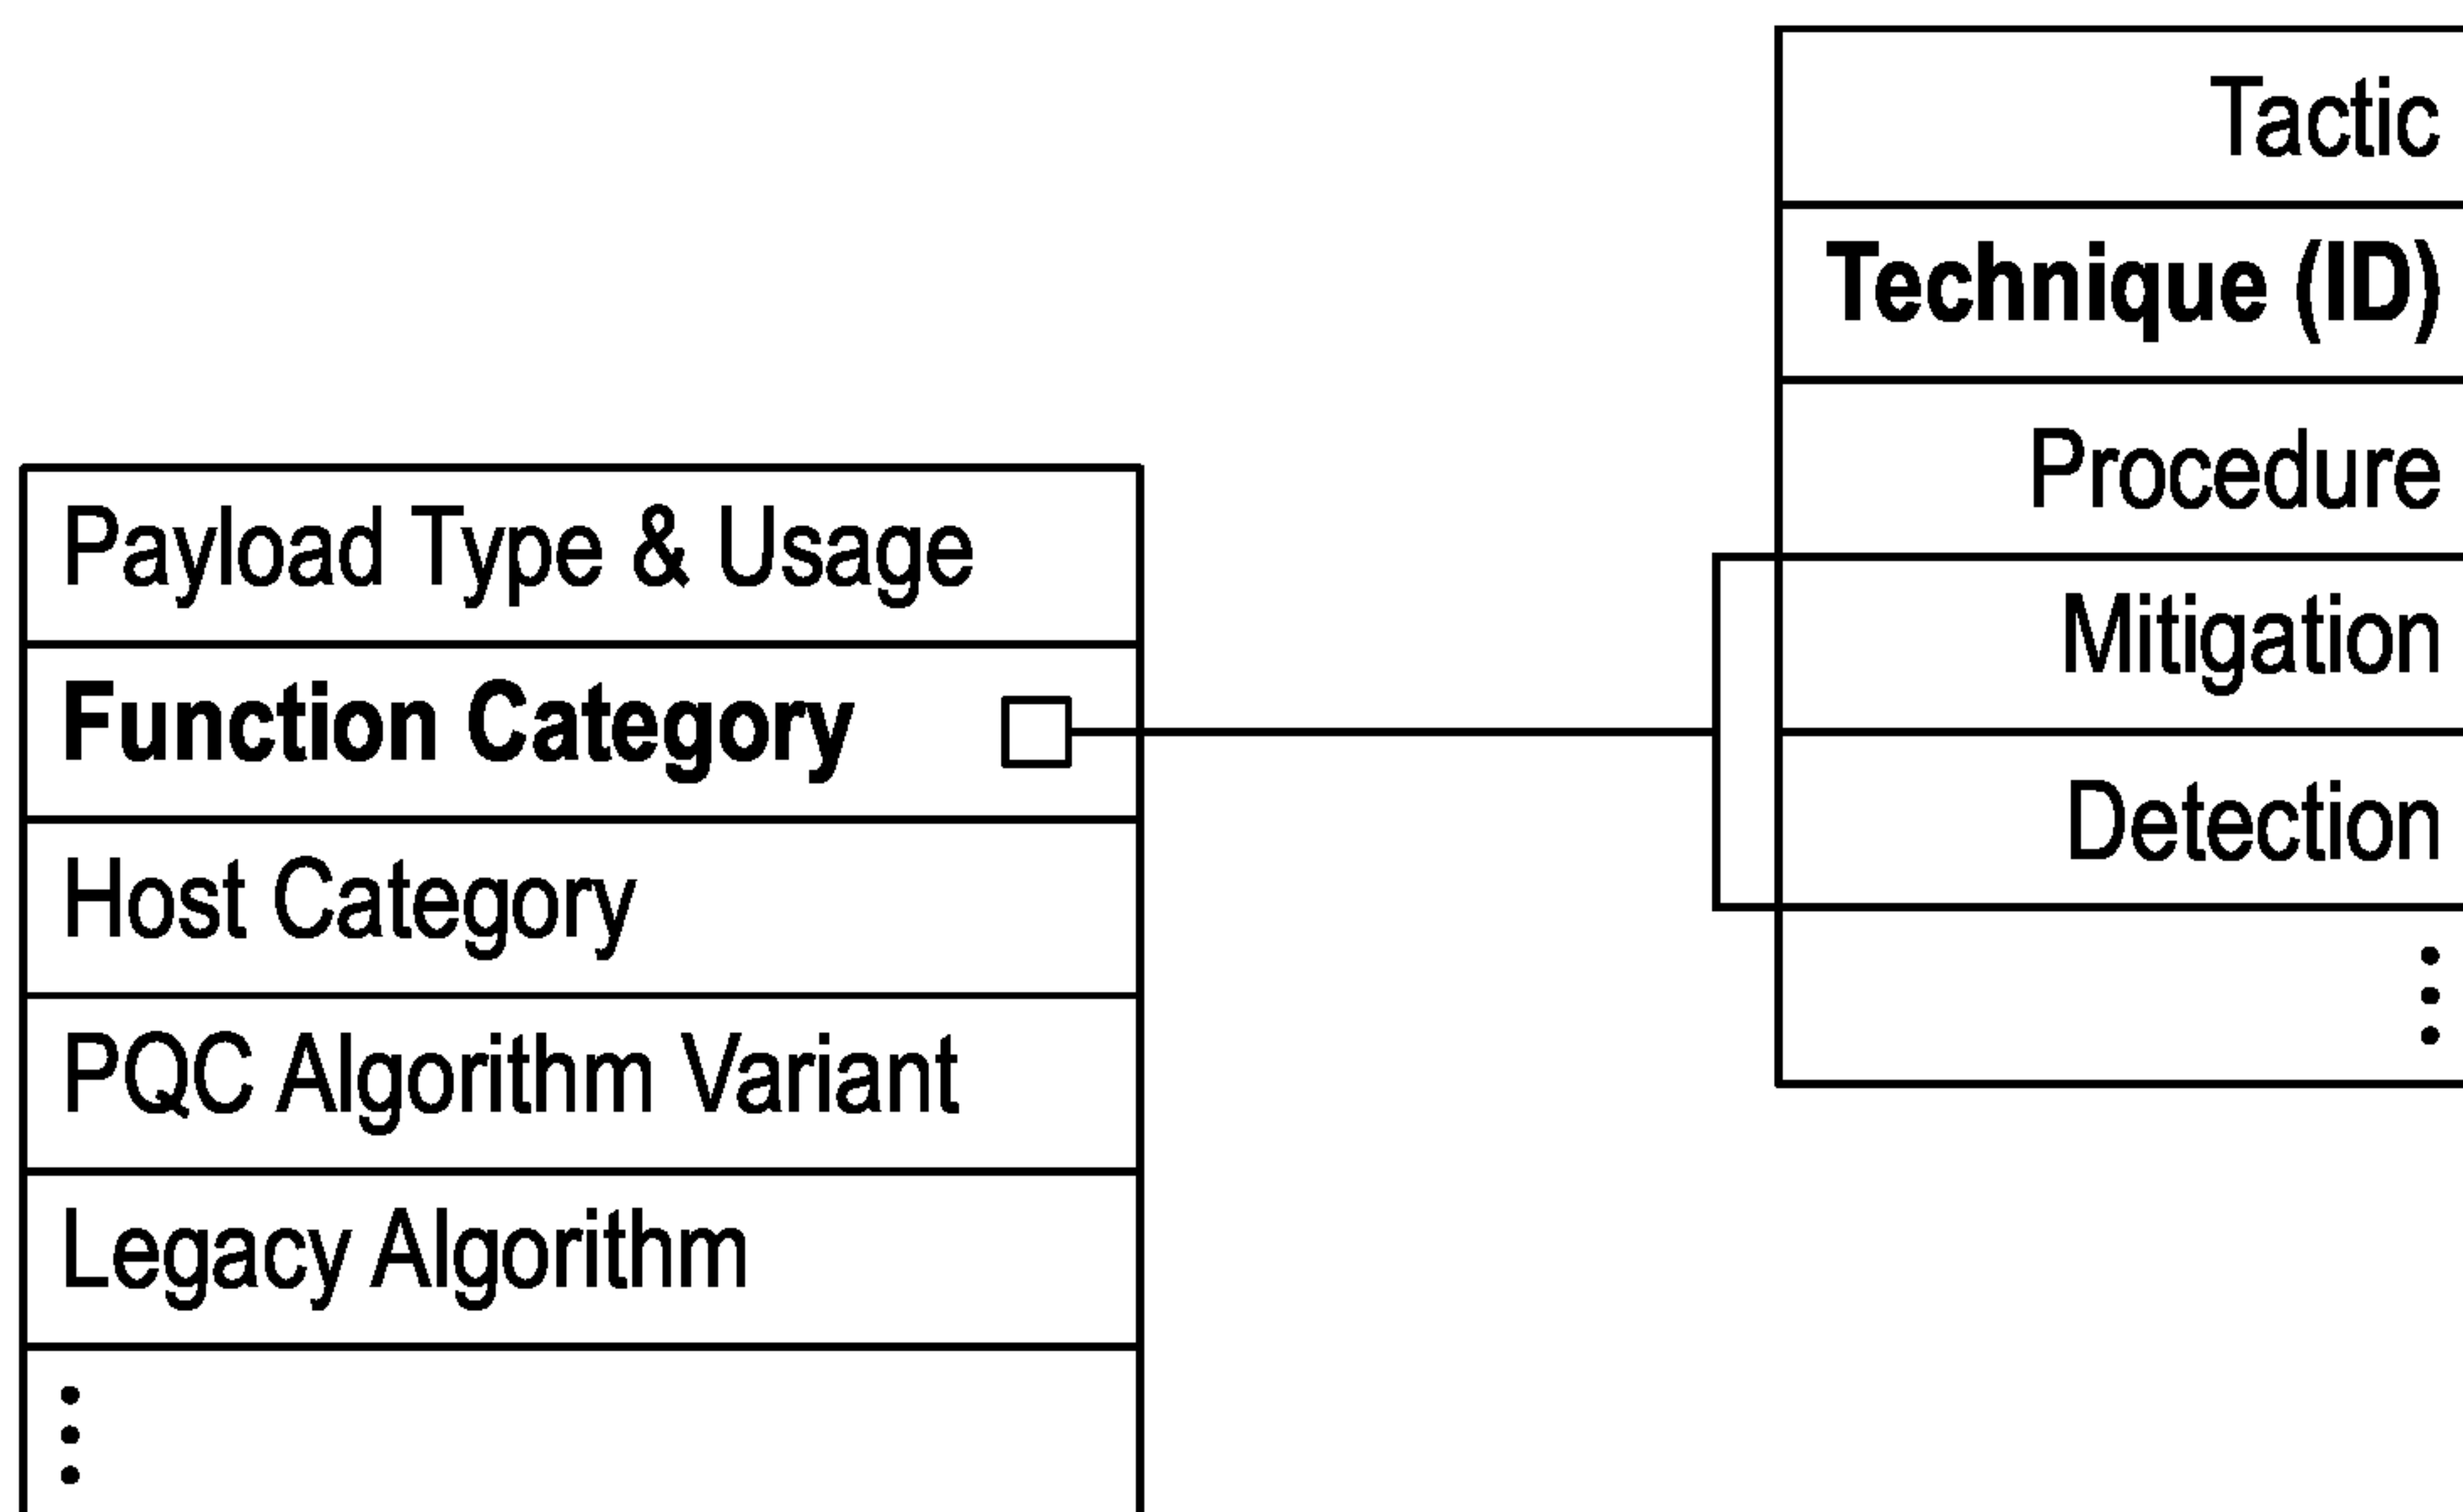 Tactic
Technique (ID)
Procedure
Mitigation
Detection
Payload Type & Usage
Function Category
Host Category
PQC Algorithm Variant
Legacy Algorithm